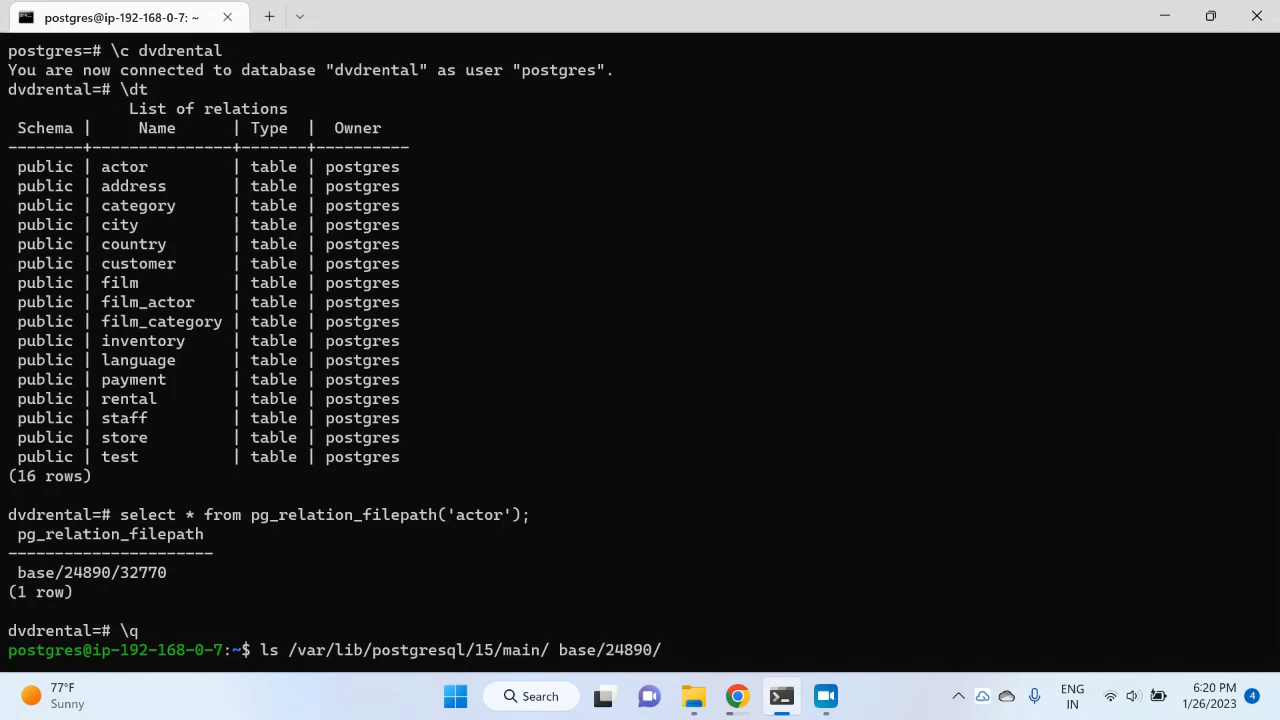 postgres@ip-192-168-0-7: ~
postgres=# \c dvdrental
You are now connected to database "dvdrental" as user "postgres".
dvdrental=# \dt
List of relations
Schema | Name | Type | Owner
--------+---------------+-------+----------
public | actor | table | postgres
public | address | table | postgres
public | category | table | postgres
public | city | table | postgres
public | country | table | postgres
public | customer | table | postgres
public | film | table | postgres
public | film_actor | table | postgres
public | film_category | table | postgres
public | inventory | table | postgres
public | language | table | postgres
public | payment | table | postgres
public | rental | table | postgres
public | staff | table | postgres
public | store | table | postgres
public | test | table | postgres
(16 rows)
dvdrental=# select * from pg_relation_filepath('actor');
pg_relation_filepath
----------------------
base/24890/32770
(1 row)
dvdrental=# \q
postgres@ip-192-168-0-7:~$ ls /var/lib/postgresql/15/main/ base/24890/
77°F
Sunny
Search
ENG
IN
6:20 PM
1/26/2023
4